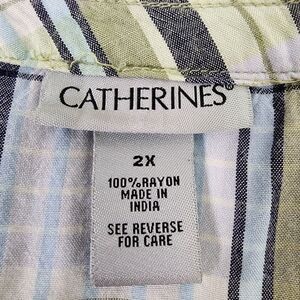 CATHERINES®
2X
100%RAYON
MADE IN
INDIA
SEE REVERSE
FOR CARE